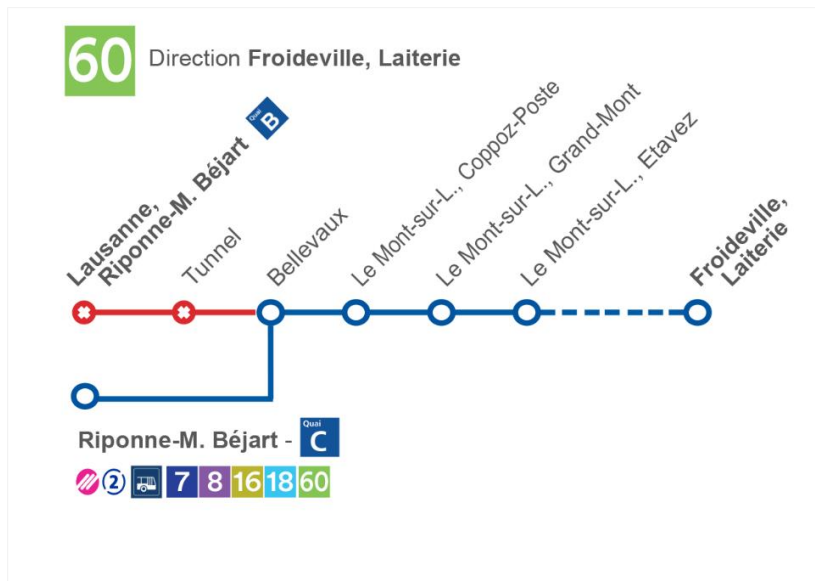 60 Direction Froideville, Laiterie
Lausanne,
Riponne-M. Béjart
Quai
B
Tunnel
Bellevaux
Le Mont-sur-L., Coppoz-Poste
Le Mont-sur-L., Grand-Mont
Le Mont-sur-L., Etavez
Froideville,
Laiterie
Riponne-M. Béjart -
Quai
C
2 7 8 16 18 60